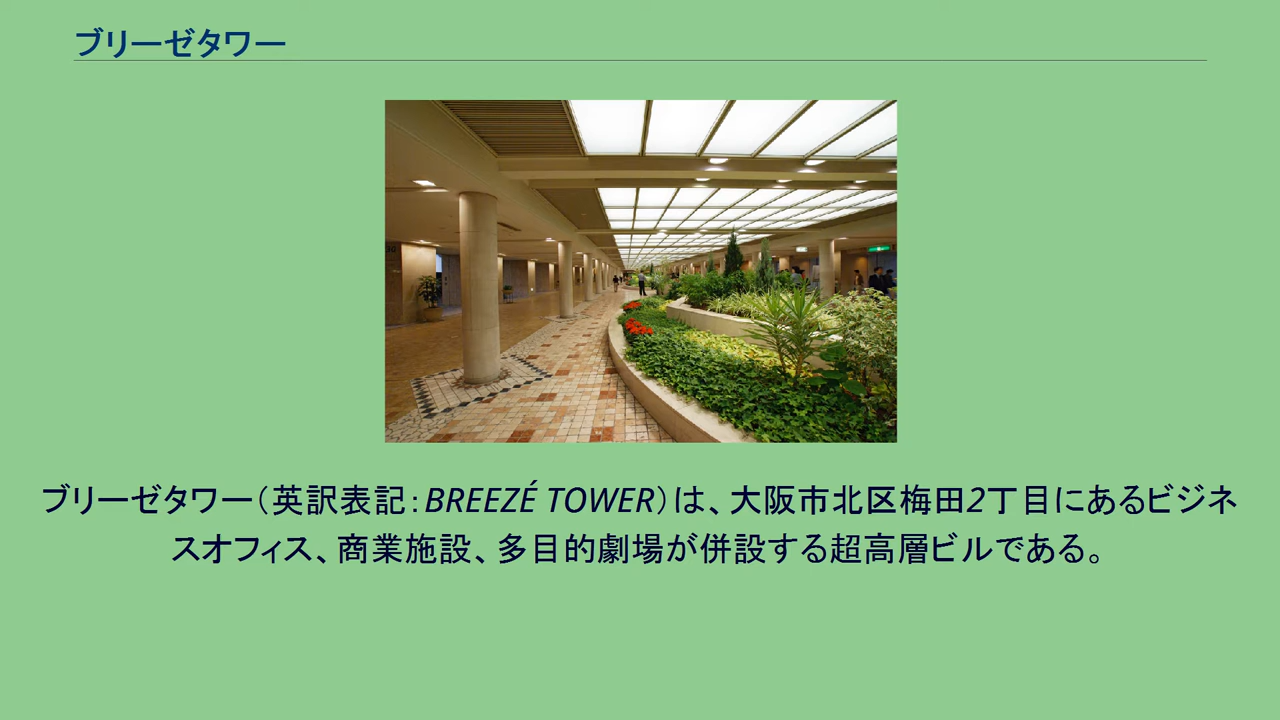 ブリーゼタワー
ブリーゼタワー（英訳表記：BREEZÉ TOWER）は、大阪市北区梅田2丁目にあるビジネ
スオフィス、商業施設、多目的劇場が併設する超高層ビルである。